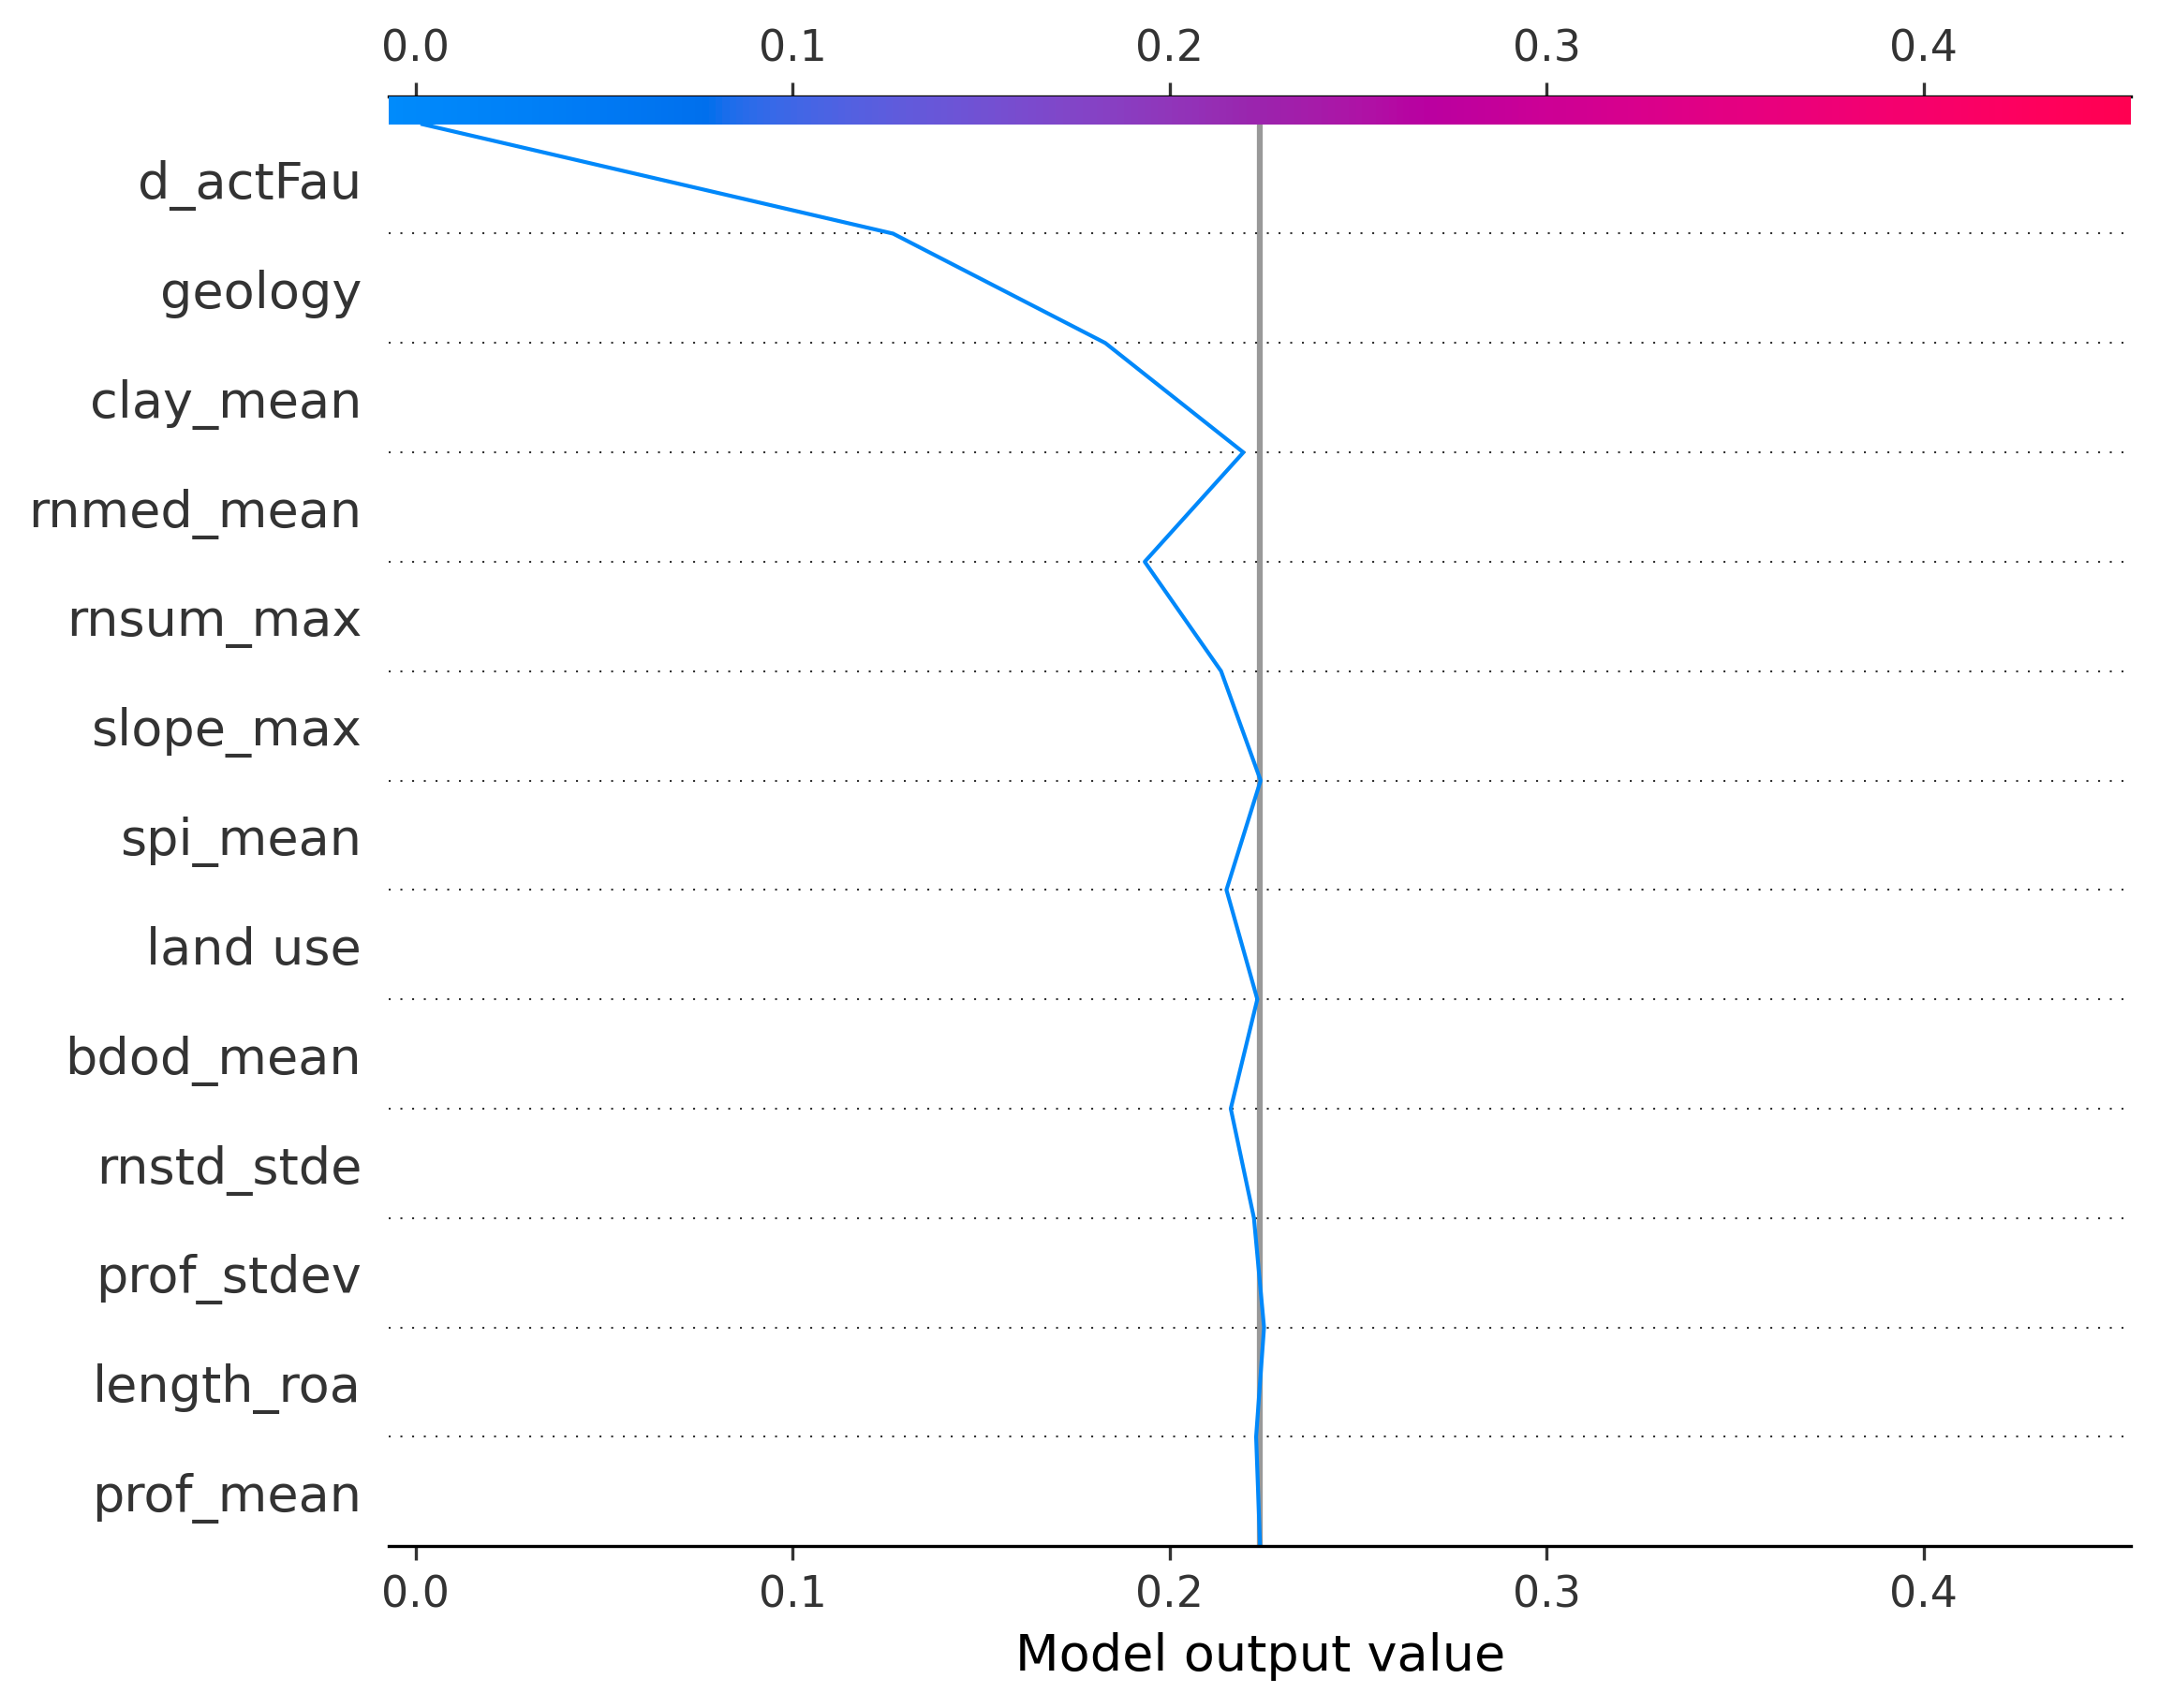 0.0 0.1 0.2 0.3 0.4
d_actFau
geology
clay_mean
rnmed_mean
rnsum_max
slope_max
spi_mean
land use
bdod_mean
rnstd_stde
prof_stdev
length_roa
prof_mean
0.0 0.1 0.2 0.3 0.4
Model output value